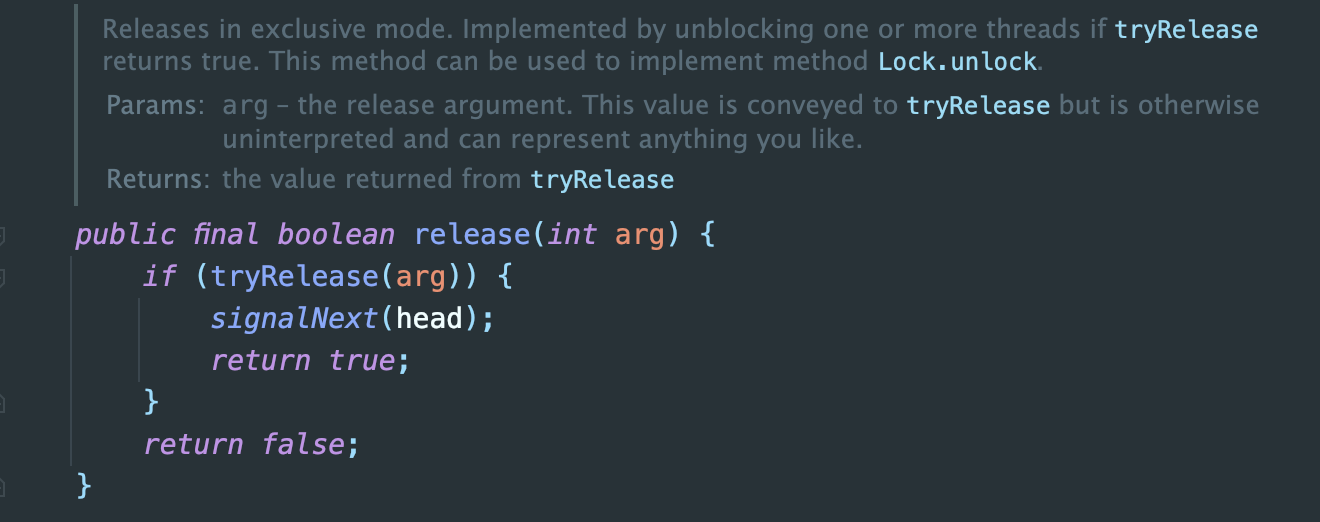 Releases in exclusive mode. Implemented by unblocking one or more threads if tryRelease
returns true. This method can be used to implement method Lock.unlock.
Params: arg – the release argument. This value is conveyed to tryRelease but is otherwise
uninterpreted and can represent anything you like.
Returns: the value returned from tryRelease
public final boolean release(int arg) {
    if (tryRelease(arg)) {
        signalNext(head);
        return true;
    }
    return false;
}